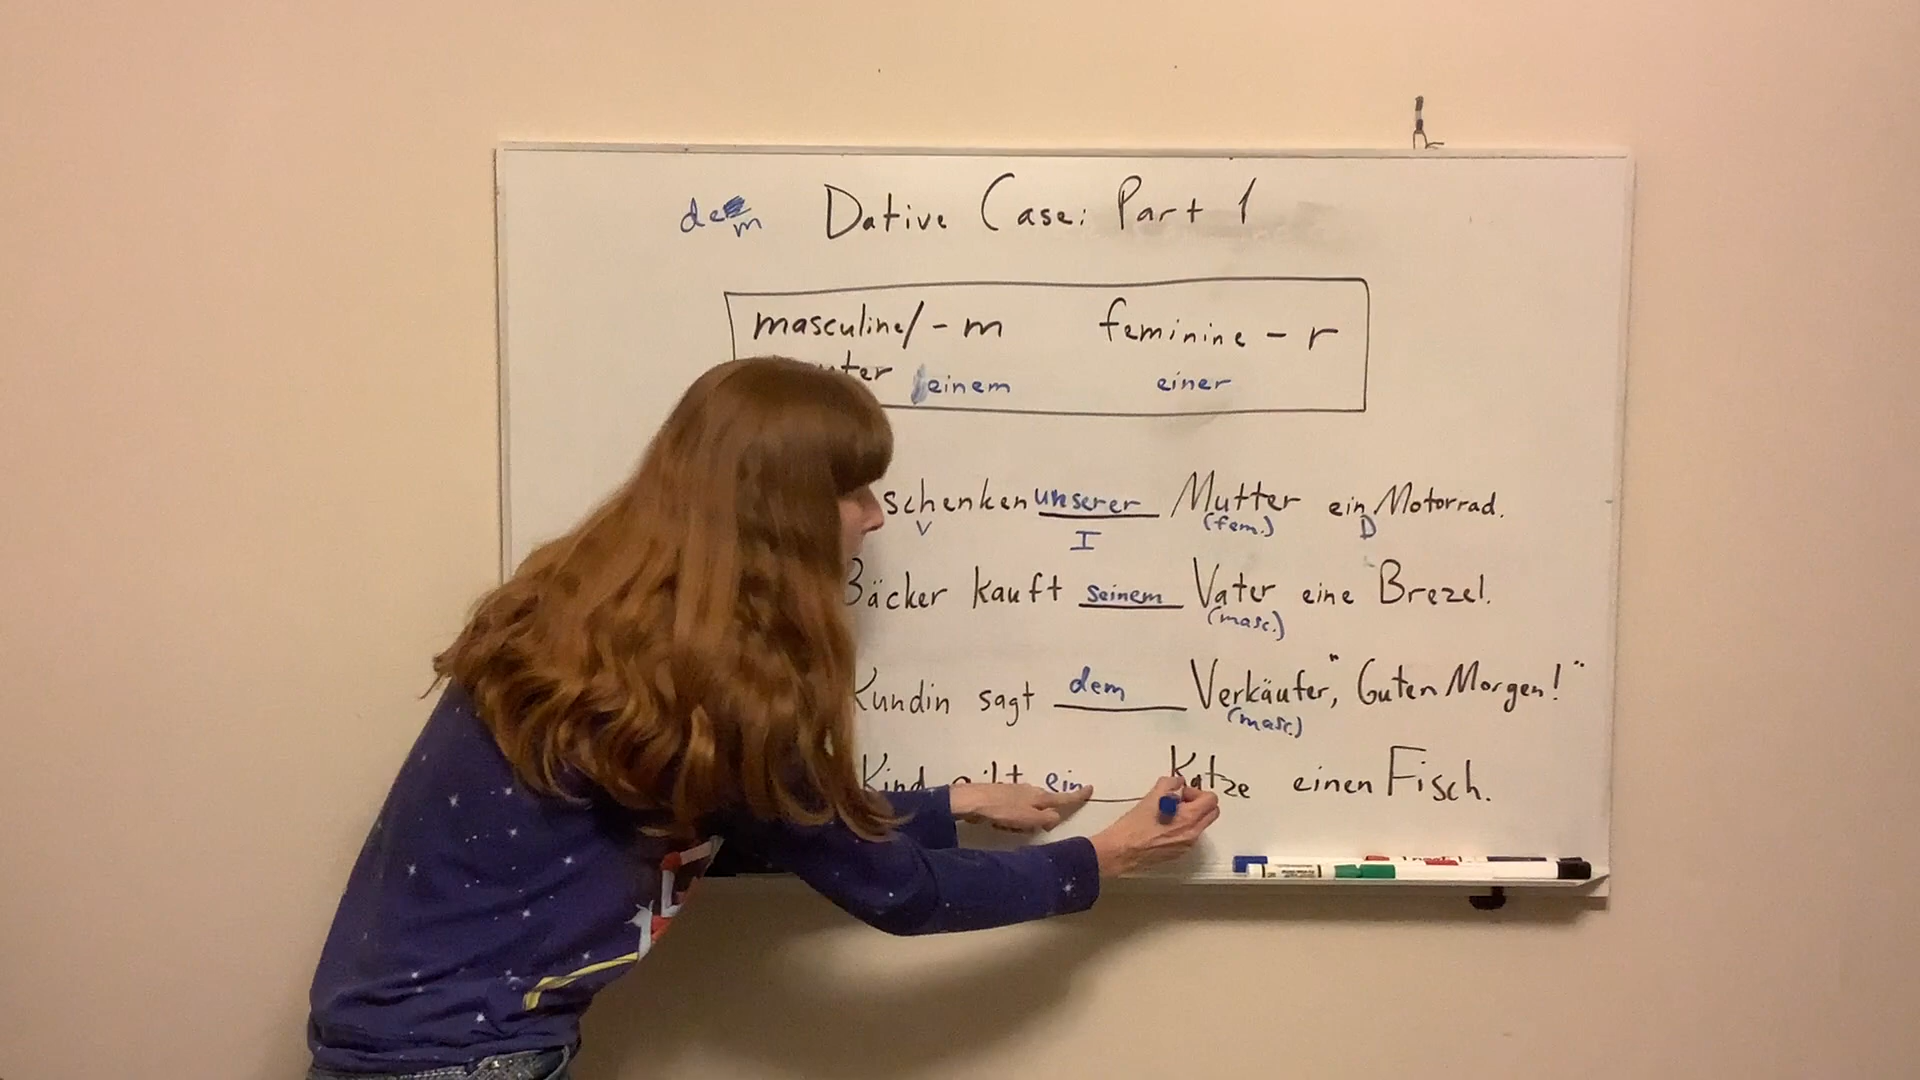 dem Dative Case: Part 1
masculine/ - m feminine - r
einem einer
schenken unserer Mutter ein Motorrad.
V I (fem.) D
Bäcker kauft seinem Vater eine Brezel.
(masc.)
Kundin sagt dem Verkäufer, "Guten Morgen!"
(masc.)
Kind ein Katze einen Fisch.